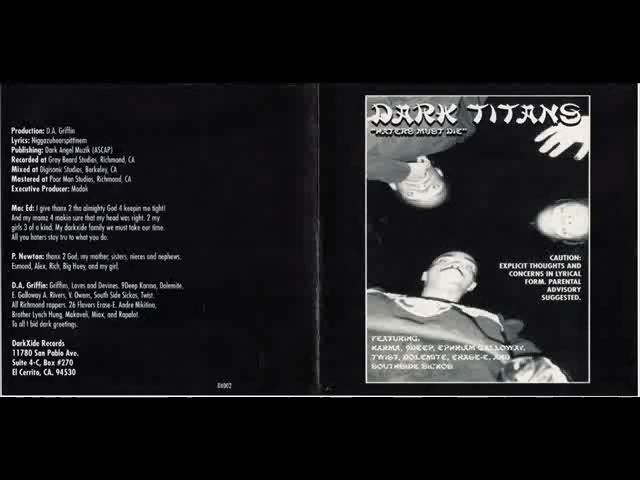 Production: D.A. Griffin
Lyrics: Niggazuhearspittinem
Publishing: Dark Angel Muzik (ASCAP)
Recorded at Grey Beard Studios, Richmond, CA
Mixed at Digisonik Studios, Berkeley, CA
Mastered at Poor Man Studios, Richmond, CA
Executive Producer: Modok
Mac Ed: I give thanx 2 tha almighty God 4 keepin me tight!
And my momz 4 makin sure that my head was right. 2 my
girls 3 of a kind. My darkxide family we must take our time.
All you haters stay tru to what you do.
P. Newton: thanx 2 God, my mother, sisters, nieces and nephews.
Esmond, Alex, Rich, Big Huey, and my girl.
D.A. Griffin: Griffins, Loves and Devines, 9Deep Karma, Dolemite,
E. Galloway A. Rivers, V. Owens, South Side Sickos, Twist.
All Richmond rappers. 26 Flavors Erase-E. Andre Nikitina,
Brother Lynch Hung, Makaveli, Miax, and Rapalot.
To all I bid dark greetings.
DarkXide Records
11780 San Pablo Ave.
Suite 4-C, Box #270
El Cerrito, CA. 94530
DARK TITANS
"HATERS MUST DIE"
CAUTION:
EXPLICIT THOUGHTS AND
CONCERNS IN LYRICAL
FORM. PARENTAL
ADVISORY
SUGGESTED.
FEATURING:
KARMA, 9DEEP, EPHRIAM GALLOWAY,
TWIST, DOLEMITE, ERASE-E, AND
SOUTHSIDE SICKOS